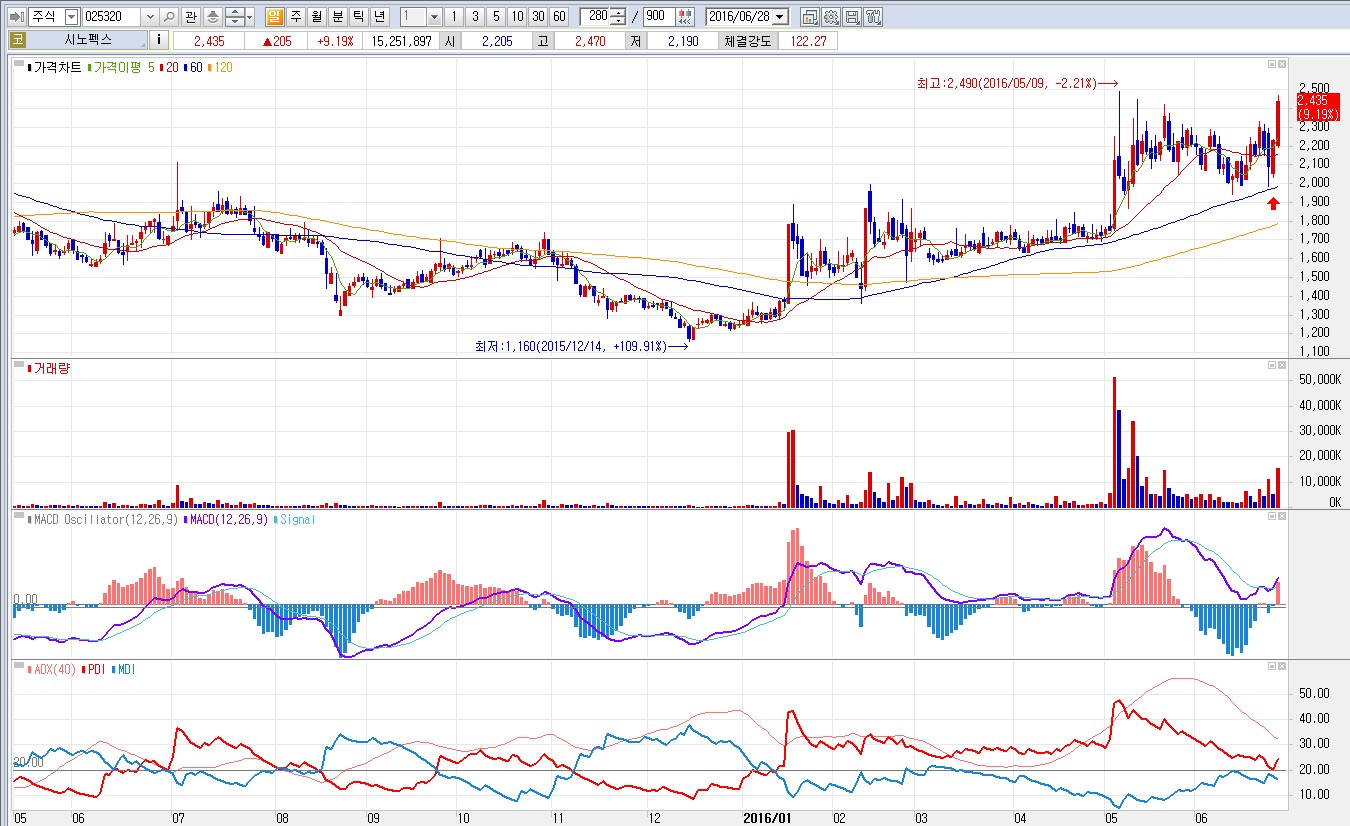 주식 025320 관 일 주 월 분 틱 년 1 1 3 5 10 30 60 280 / 900 2016/06/28
코 시노펙스 i 2,435 ▲205 +9.19% 15,251,897 시 2,205 고 2,470 저 2,190 체결강도 122.27
가격차트 가격이평 5 20 60 120
최고:2,490(2016/05/09, -2.21%)→
2,500
2,435
(9.19%)
2,300
2,200
2,100
2,000
1,900
1,800
1,700
1,600
1,500
1,400
1,300
1,200
1,100
최저:1,160(2015/12/14, +109.91%)→
거래량
50,000K
40,000K
30,000K
20,000K
10,000K
0K
MACD Oscillator(12,26,9) MACD(12,26,9) Signal
0.00
ADX(40) PDI MDI
50.00
40.00
30.00
20.00 20.00
10.00
05 06 07 08 09 10 11 12 2016/01 02 03 04 05 06